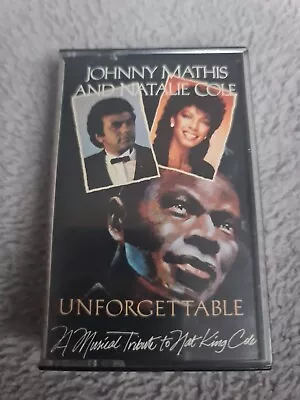 JOHNNY MATHIS
AND NATALIE COLE
UNFORGETTABLE
A Musical Tribute to Nat King Cole